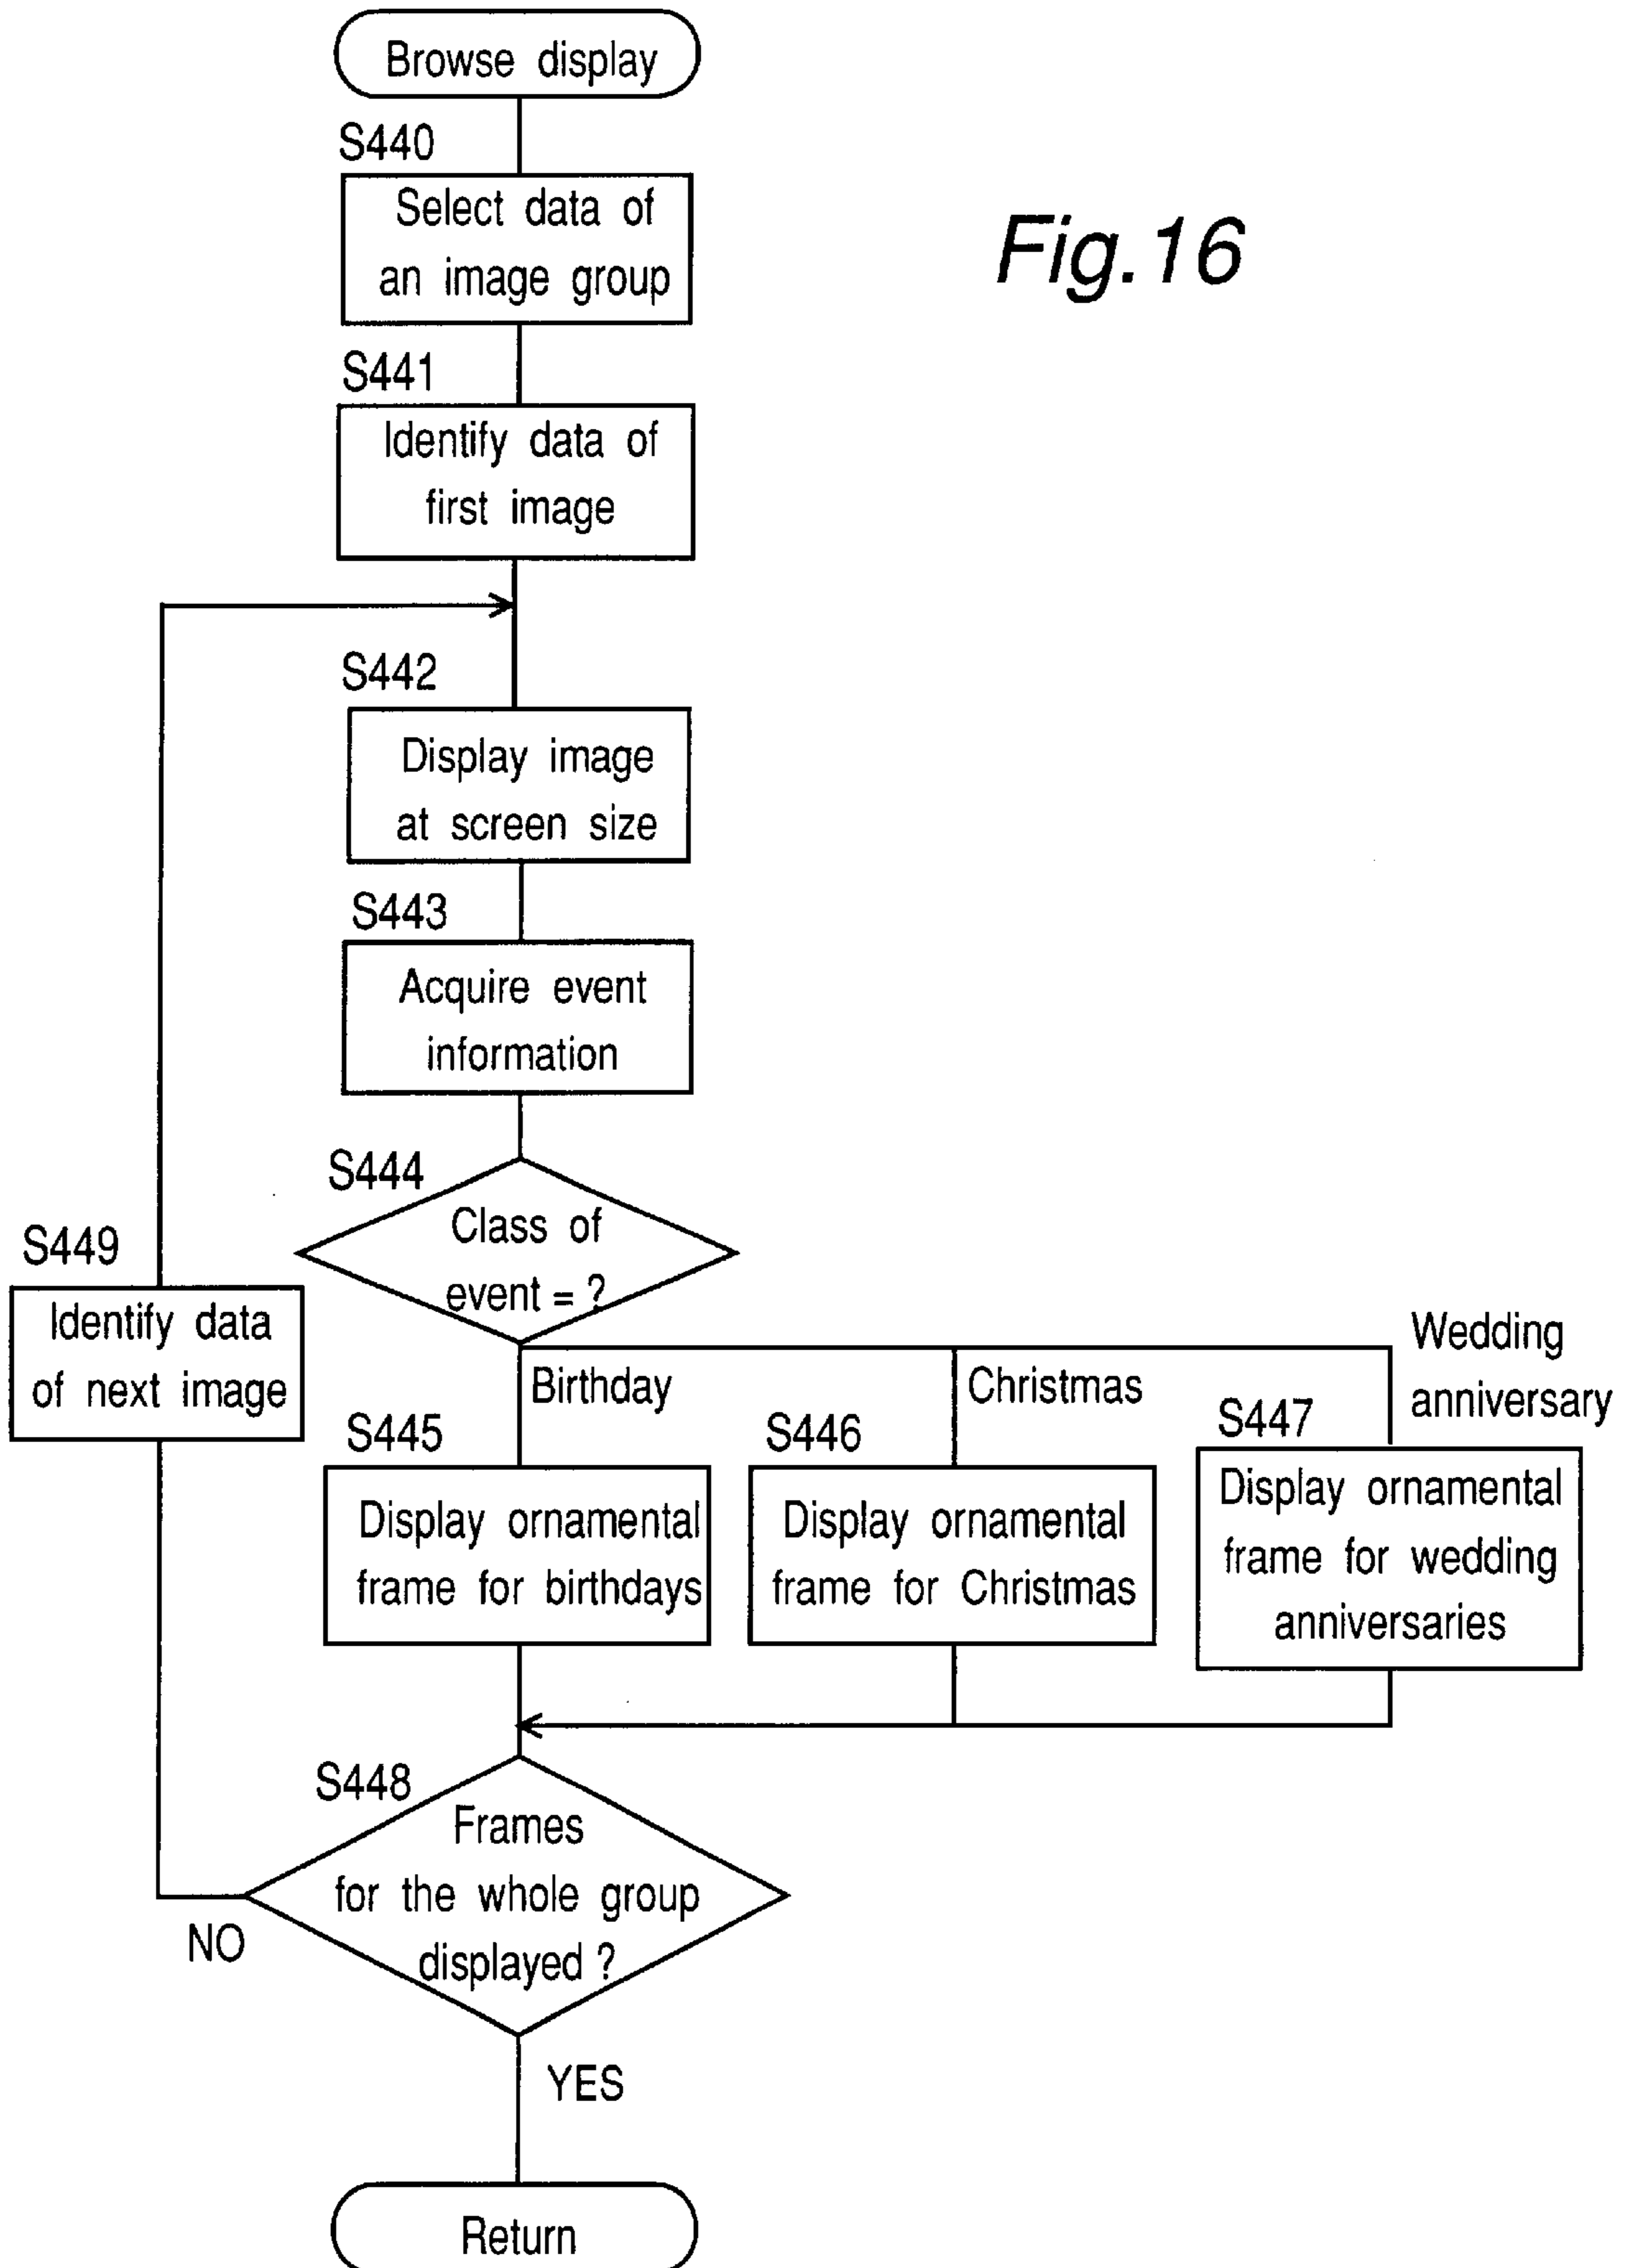 Browse display
Fig.16
S440
Select data of
an image group
S441
Identify data of
first image
S442
Display image
at screen size
S443
Acquire event
information
S444
Class of
event = ?
S449
Identify data
of next image
Birthday
Christmas
Wedding
anniversary
S445
Display ornamental
frame for birthdays
S446
Display ornamental
frame for Christmas
S447
Display ornamental
frame for wedding
anniversaries
S448
Frames
for the whole group
displayed ?
NO
YES
Return